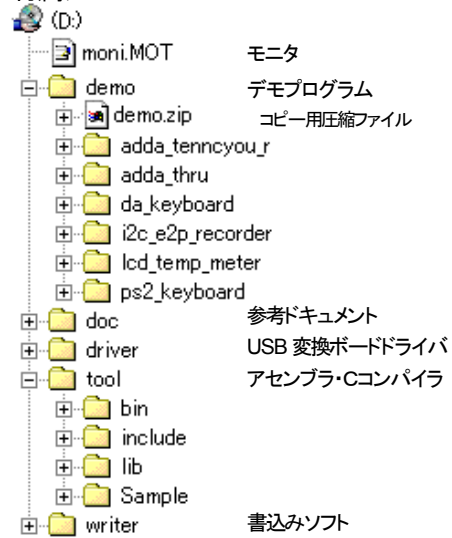 (D:)
moni.MOT モニタ
demo デモプログラム
demo.zip コピー用圧縮ファイル
adda_tenncyou_r
adda_thru
da_keyboard
i2c_e2p_recorder
lcd_temp_meter
ps2_keyboard
doc 参考ドキュメント
driver USB 変換ボードドライバ
tool アセンブラ・Cコンパイラ
bin
include
lib
Sample
writer 書込みソフト